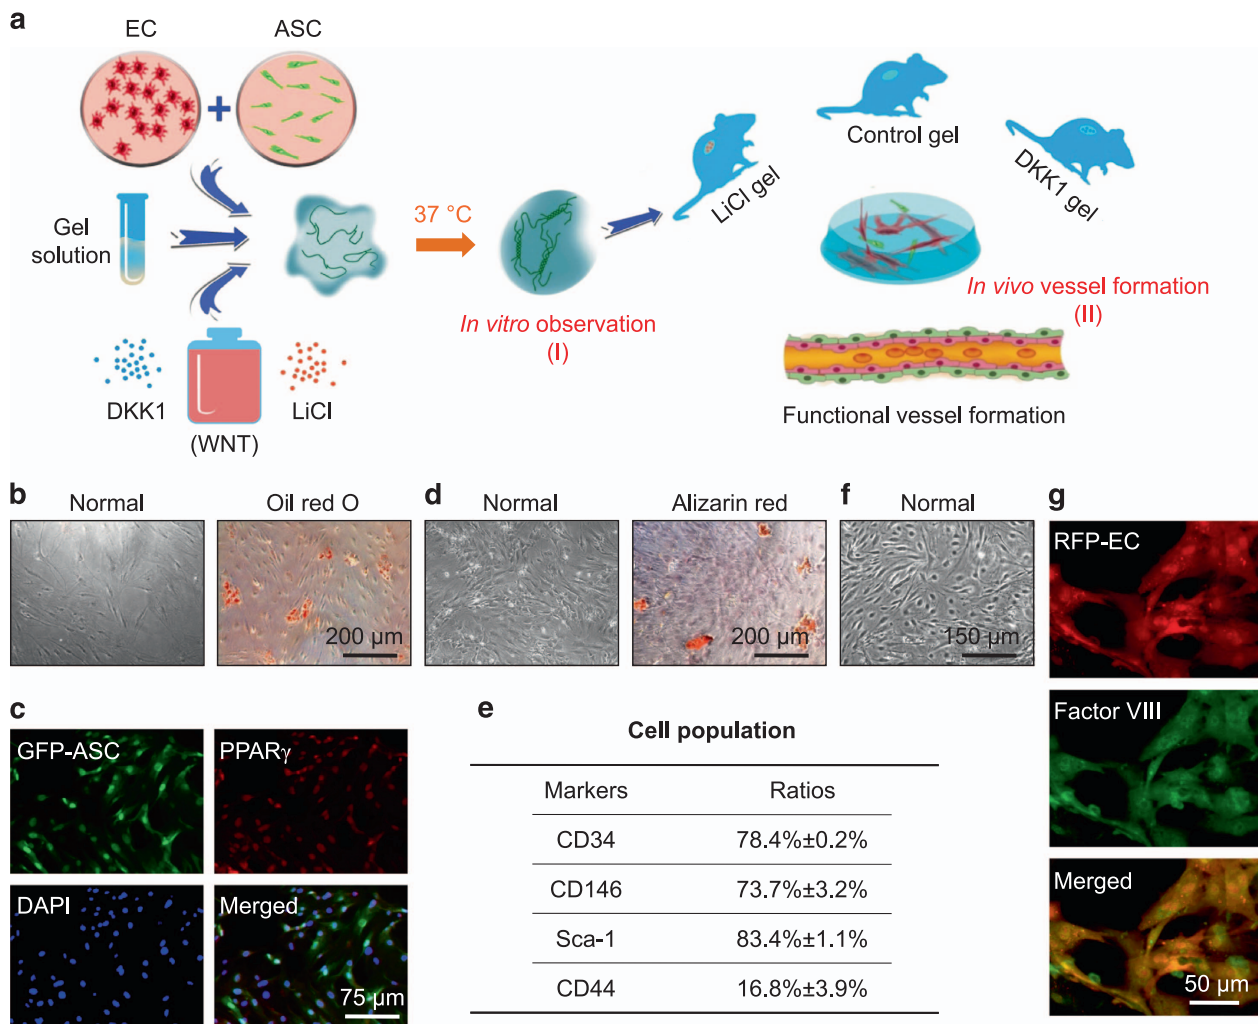 a
EC
ASC
Gel
solution
37 °C
LiCl gel
Control gel
DKK1 gel
In vitro observation
(I)
In vivo vessel formation
(II)
DKK1
(WNT)
LiCl
Functional vessel formation
b
Normal
Oil red O
200 µm
d
Normal
Alizarin red
200 µm
f
Normal
150 µm
g
RFP-EC
Factor VIII
Merged
50 µm
c
GFP-ASC
PPARγ
DAPI
Merged
75 µm
e
Cell population
Markers Ratios
CD34 78.4%±0.2%
CD146 73.7%±3.2%
Sca-1 83.4%±1.1%
CD44 16.8%±3.9%